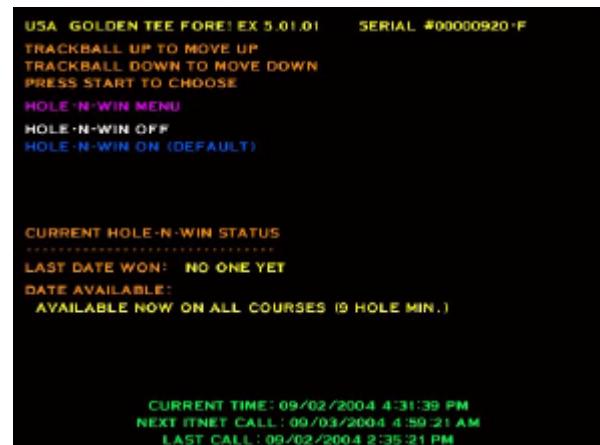 USA GOLDEN TEE FORE! EX 5.01.01 SERIAL #00000920-F
TRACKBALL UP TO MOVE UP
TRACKBALL DOWN TO MOVE DOWN
PRESS START TO CHOOSE
HOLE-N-WIN MENU
HOLE-N-WIN OFF
HOLE-N-WIN ON (DEFAULT)
CURRENT HOLE-N-WIN STATUS
--------------------------------
LAST DATE WON: NO ONE YET
DATE AVAILABLE:
AVAILABLE NOW ON ALL COURSES (9 HOLE MIN.)
CURRENT TIME: 09/02/2004 4:31:39 PM
NEXT ITNET CALL: 09/03/2004 4:59:21 AM
LAST CALL: 09/02/2004 2:35:21 PM